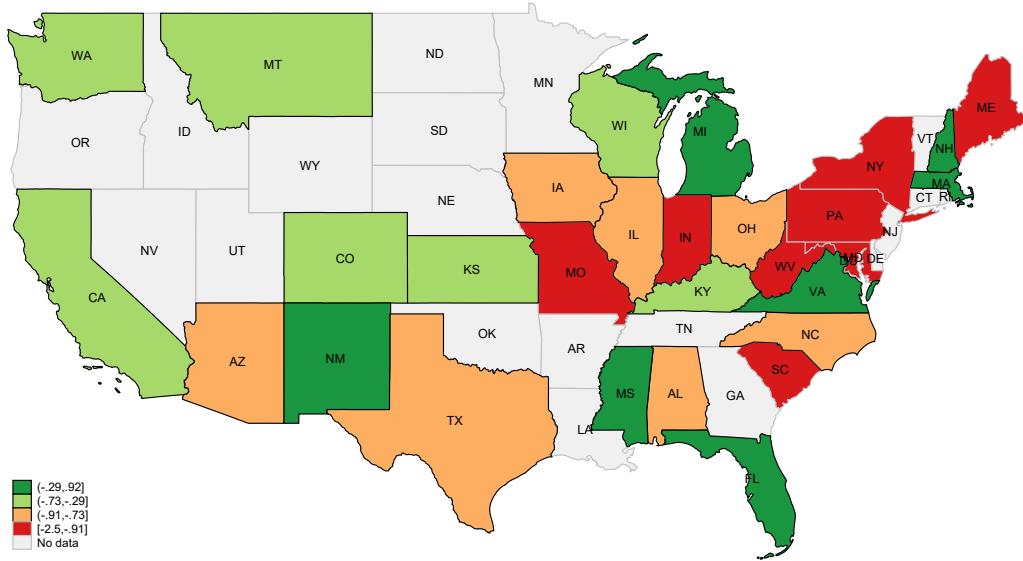 WA
MT
ND
MN
OR
ID
WY
SD
WI
MI
VT
NH
ME
NY
MA
CT
RI
NE
IA
PA
NJ
NV
UT
CO
KS
MO
IL
IN
OH
WV
MD
DE
DC
CA
KY
VA
AZ
NM
OK
AR
TN
NC
TX
LA
MS
AL
GA
SC
FL
(-.29,.92]
(-.73,-.29]
(-.91,-.73]
[-2.5,-.91]
No data